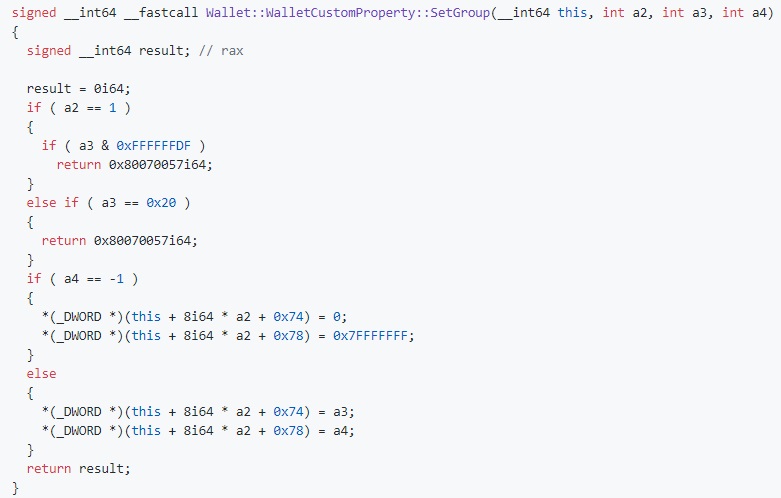 signed __int64 __fastcall Wallet::WalletCustomProperty::SetGroup(__int64 this, int a2, int a3, int a4)
{
  signed __int64 result; // rax

  result = 0i64;
  if ( a2 == 1 )
  {
    if ( a3 & 0xFFFFFFDF )
      return 0x80070057i64;
  }
  else if ( a3 == 0x20 )
  {
    return 0x80070057i64;
  }
  if ( a4 == -1 )
  {
    *(_DWORD *)(this + 8i64 * a2 + 0x74) = 0;
    *(_DWORD *)(this + 8i64 * a2 + 0x78) = 0x7FFFFFFF;
  }
  else
  {
    *(_DWORD *)(this + 8i64 * a2 + 0x74) = a3;
    *(_DWORD *)(this + 8i64 * a2 + 0x78) = a4;
  }
  return result;
}